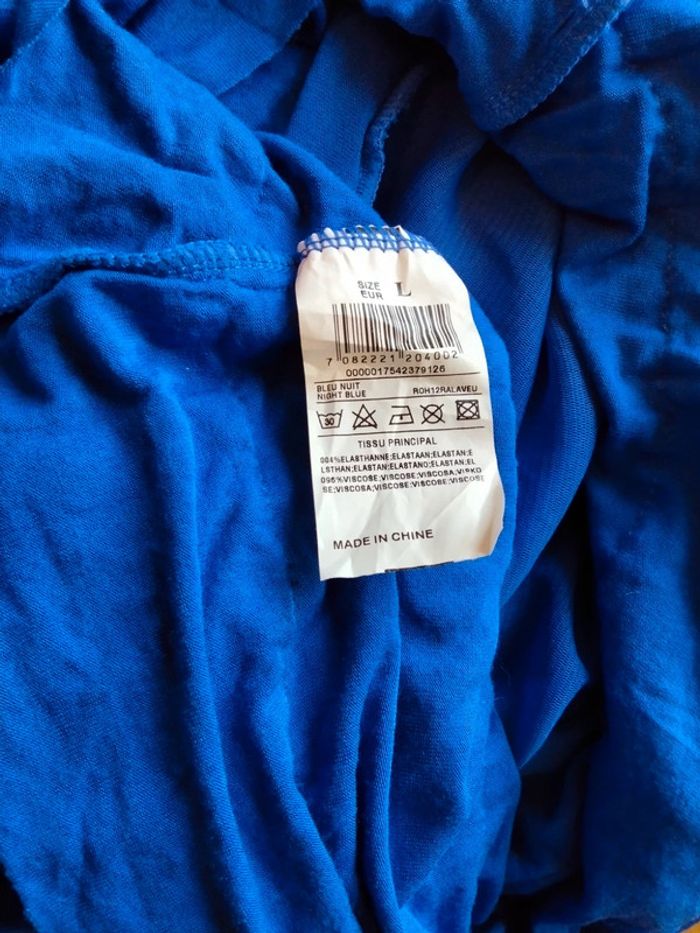 SIZE L
EUR
7 082221 204002
0000017542379126
BLEU NUIT
NIGHT BLUE ROH12RALAVEU
30
TISSU PRINCIPAL
004%ELASTHANNE;ELASTAAN;ELASTAN;E
LSTHAN;ELASTAN;ELASTANO;ELASTAN;EL
096%VISCOSE;VISCOSE;VISCOSA;VISKO
SE;VISCOSA;VISCOSE;VISCOSE;VISCOSE
MADE IN CHINE